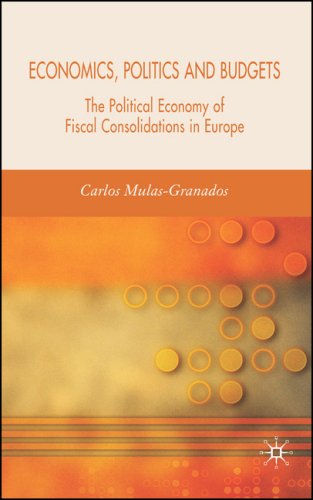 ECONOMICS, POLITICS AND BUDGETS
The Political Economy of
Fiscal Consolidations in Europe
Carlos Mulas-Granados